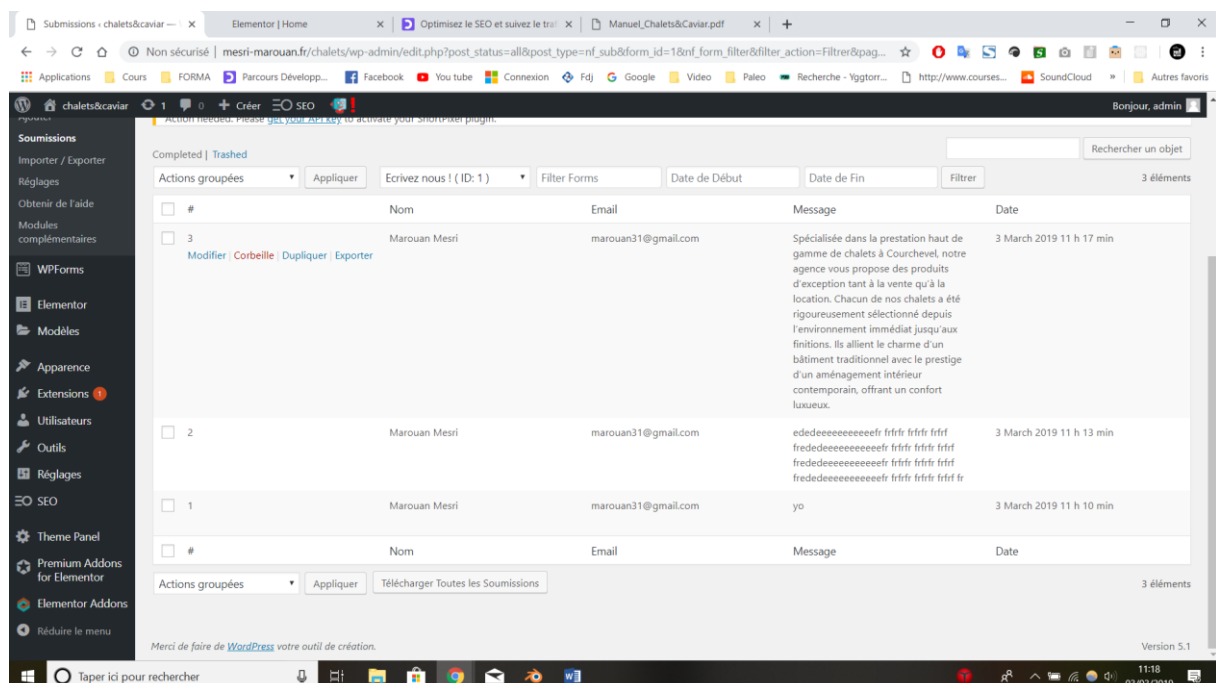 Submissions ‹ chalets&caviar — 
Elementor | Home
Optimisez le SEO et suivez le traf
Manuel_Chalets&Caviar.pdf
Non sécurisé | mesri-marouan.fr/chalets/wp-admin/edit.php?post_status=all&post_type=nf_sub&form_id=1&nf_form_filter&filter_action=Filtrer&pag...
Applications Cours FORMA Parcours Développ... Facebook You tube Connexion Fdj Google Video Paleo Recherche - Yggtorr... http://www.courses... SoundCloud » Autres favoris
chalets&caviar 1 0 + Créer SEO Bonjour, admin
Ajouter
Action needed. Please get your API key to activate your ShortPixel plugin.
Soumissions
Importer / Exporter
Réglages
Obtenir de l'aide
Modules
complémentaires
WPForms
Elementor
Modèles
Apparence
Extensions 1
Utilisateurs
Outils
Réglages
SEO
Theme Panel
Premium Addons
for Elementor
Elementor Addons
Réduire le menu
Completed | Trashed
Rechercher un objet
Actions groupées Appliquer Ecrivez nous ! ( ID: 1 ) Filter Forms Date de Début Date de Fin Filtrer 3 éléments
# Nom Email Message Date
3 Marouan Mesri marouan31@gmail.com Spécialisée dans la prestation haut de 3 March 2019 11 h 17 min
Modifier | Corbeille | Dupliquer | Exporter gamme de chalets à Courchevel, notre
agence vous propose des produits
d'exception tant à la vente qu'à la
location. Chacun de nos chalets a été
rigoureusement sélectionné depuis
l'environnement immédiat jusqu'aux
finitions. Ils allient le charme d'un
bâtiment traditionnel avec le prestige
d'un aménagement intérieur
contemporain, offrant un confort
luxueux.
2 Marouan Mesri marouan31@gmail.com ededeeeeeeeeeefr frfrfr frfrfr frfrf 3 March 2019 11 h 13 min
frededeeeeeeeeeefr frfrfr frfrfr frfrf
frededeeeeeeeeeefr frfrfr frfrfr frfrf
frededeeeeeeeeeefr frfrfr frfrfr frfrf fr
1 Marouan Mesri marouan31@gmail.com yo 3 March 2019 11 h 10 min
# Nom Email Message Date
Actions groupées Appliquer Télécharger Toutes les Soumissions 3 éléments
Merci de faire de WordPress votre outil de création. Version 5.1
Taper ici pour rechercher
11:18
03/03/2019